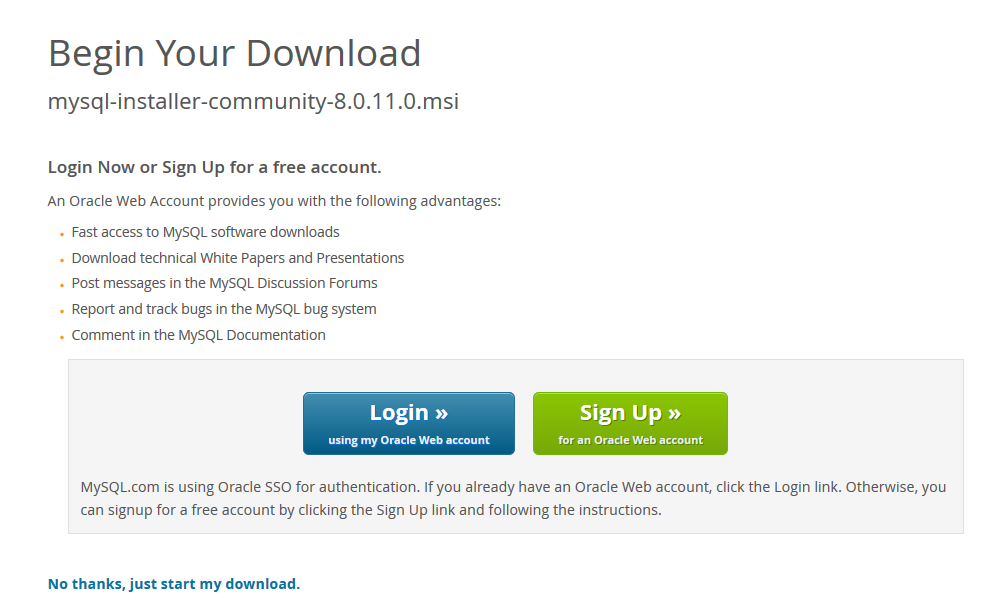 Begin Your Download
mysql-installer-community-8.0.11.0.msi
Login Now or Sign Up for a free account.
An Oracle Web Account provides you with the following advantages:
Fast access to MySQL software downloads
Download technical White Papers and Presentations
Post messages in the MySQL Discussion Forums
Report and track bugs in the MySQL bug system
Comment in the MySQL Documentation
Login »
using my Oracle Web account
Sign Up »
for an Oracle Web account
MySQL.com is using Oracle SSO for authentication. If you already have an Oracle Web account, click the Login link. Otherwise, you
can signup for a free account by clicking the Sign Up link and following the instructions.
No thanks, just start my download.